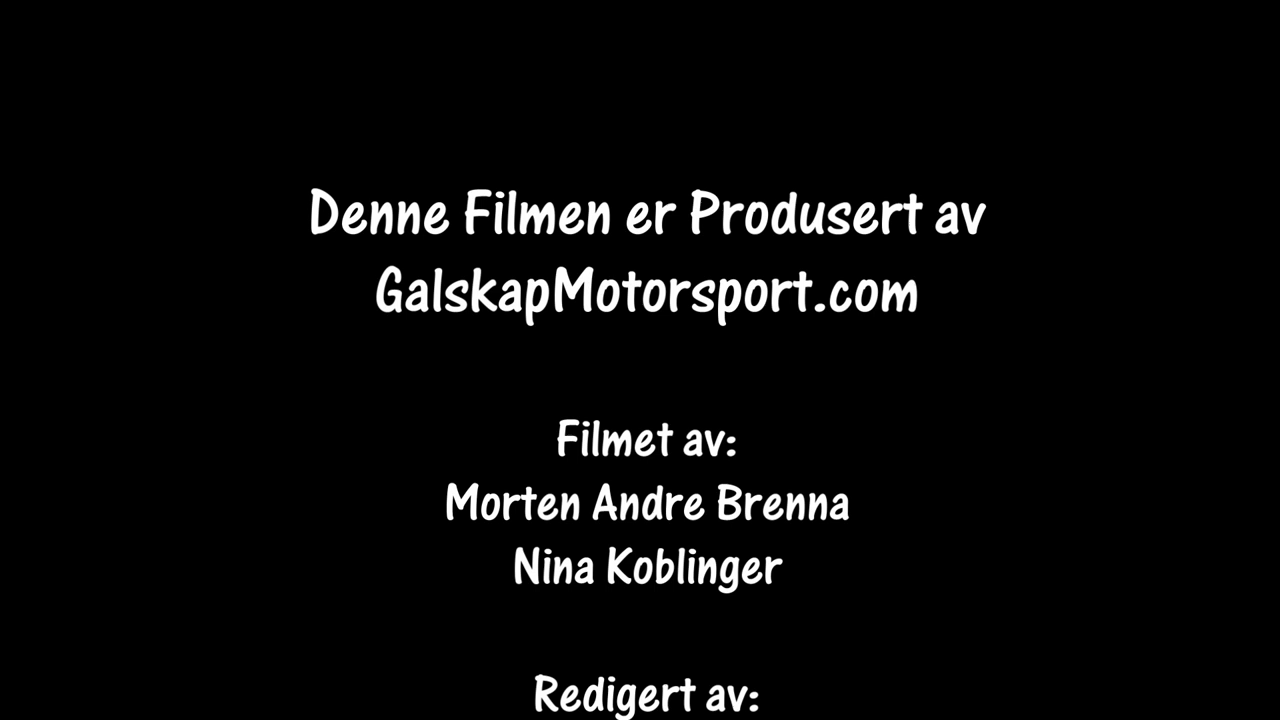 Denne Filmen er Produsert av
GalskapMotorsport.com
Filmet av:
Morten Andre Brenna
Nina Koblinger
Redigert av: